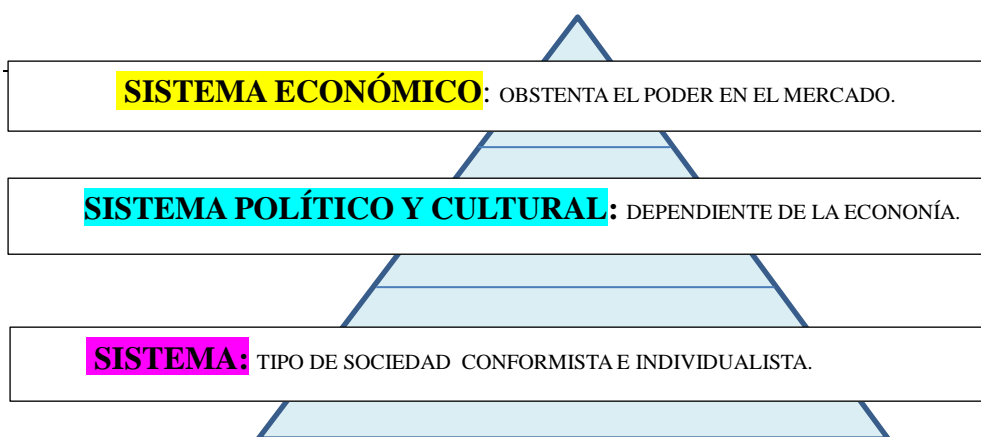 SISTEMA ECONÓMICO: OBSTENTA EL PODER EN EL MERCADO.
SISTEMA POLÍTICO Y CULTURAL: DEPENDIENTE DE LA ECONONÍA.
SISTEMA: TIPO DE SOCIEDAD CONFORMISTA E INDIVIDUALISTA.